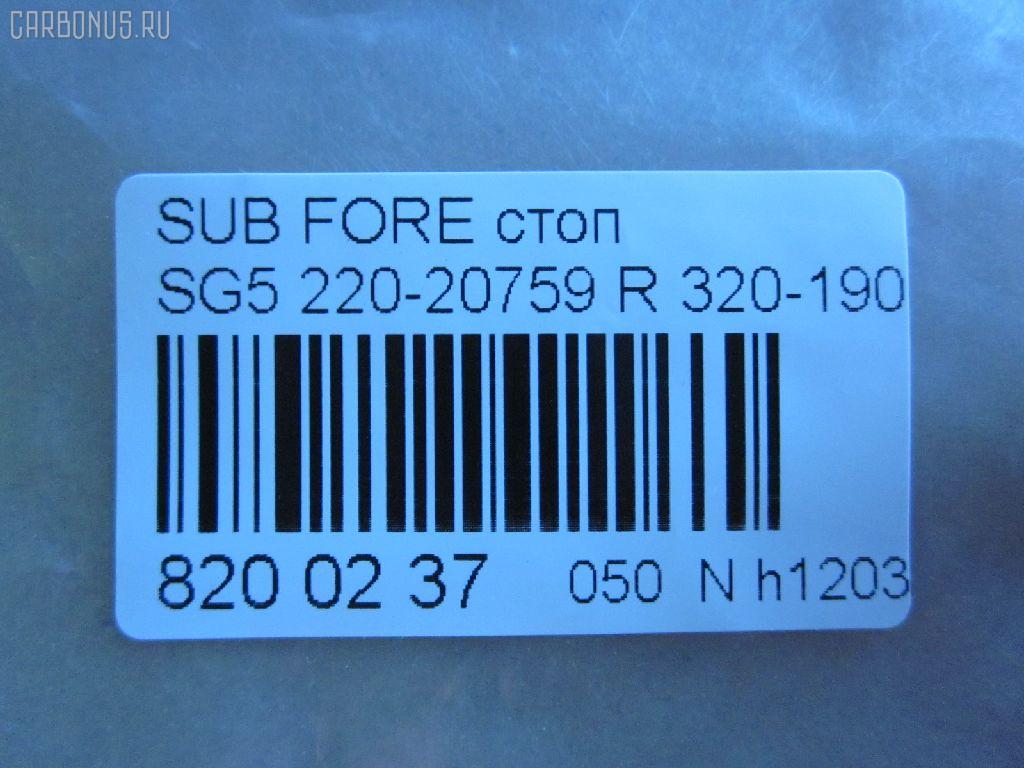 CARBONUS.RU
SUB FORE стоп
SG5 220-20759 R 320-190
820 02 37 050 N h1203